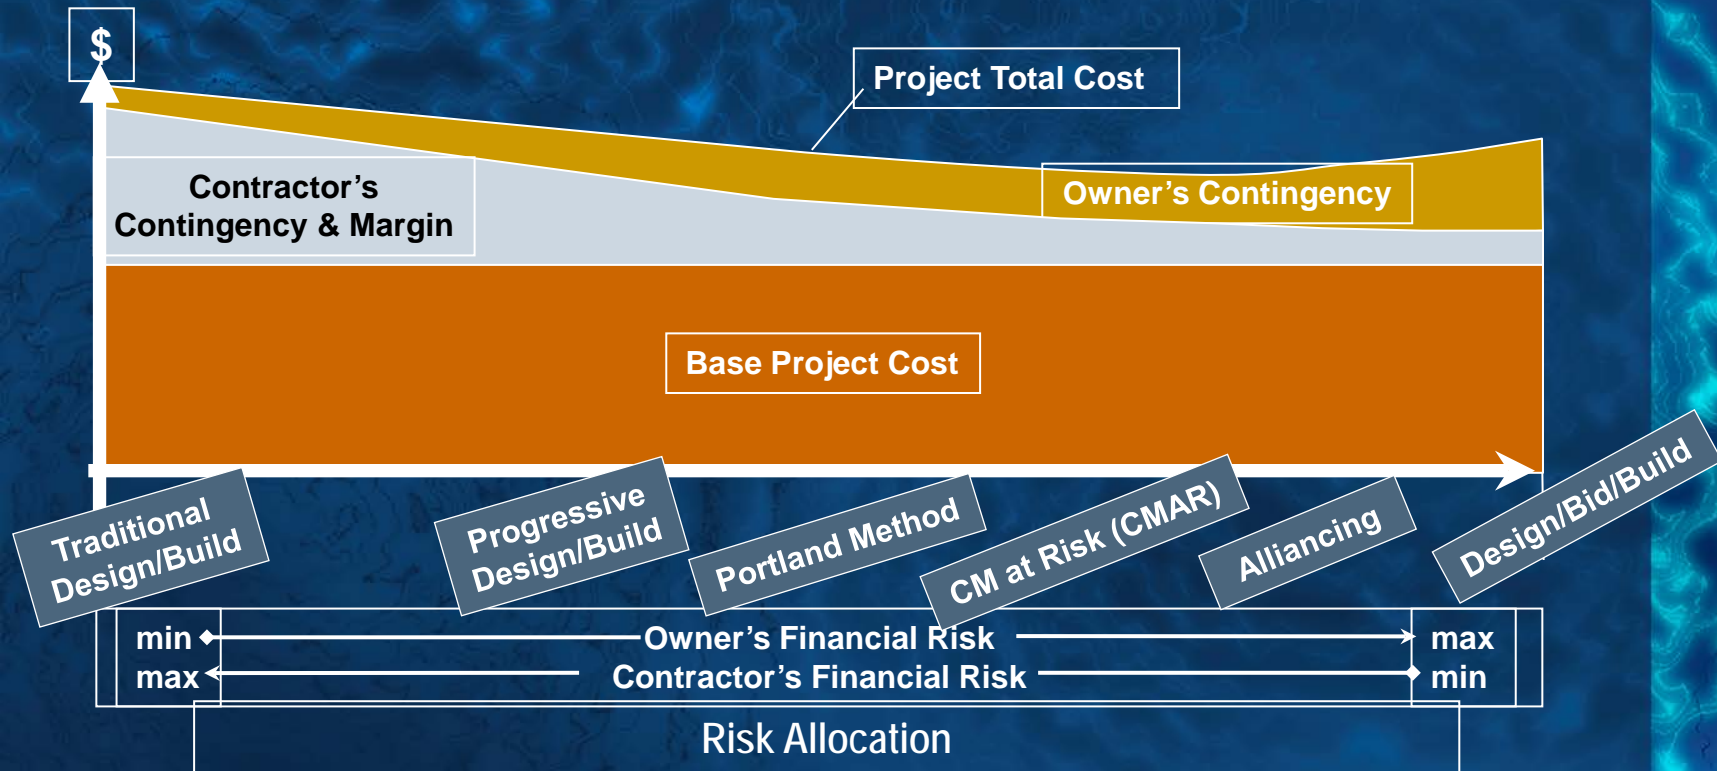 $
Project Total Cost
Contractor’s
Contingency & Margin
Owner’s Contingency
Base Project Cost
Traditional
Design/Build
Progressive
Design/Build
Portland Method
CM at Risk (CMAR)
Alliancing
Design/Bid/Build
min Owner’s Financial Risk max
max Contractor’s Financial Risk min
Risk Allocation